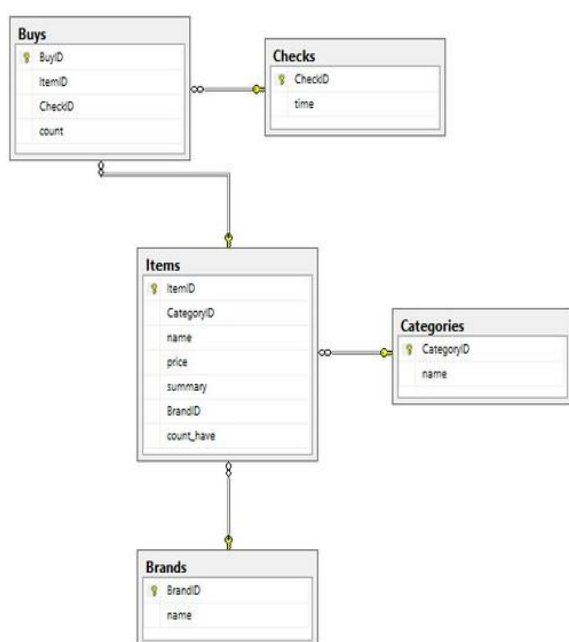 Buys
BuyID
ItemID
CheckID
count
Checks
CheckID
time
Items
ItemID
CategoryID
name
price
summary
BrandID
count_have
Categories
CategoryID
name
Brands
BrandID
name